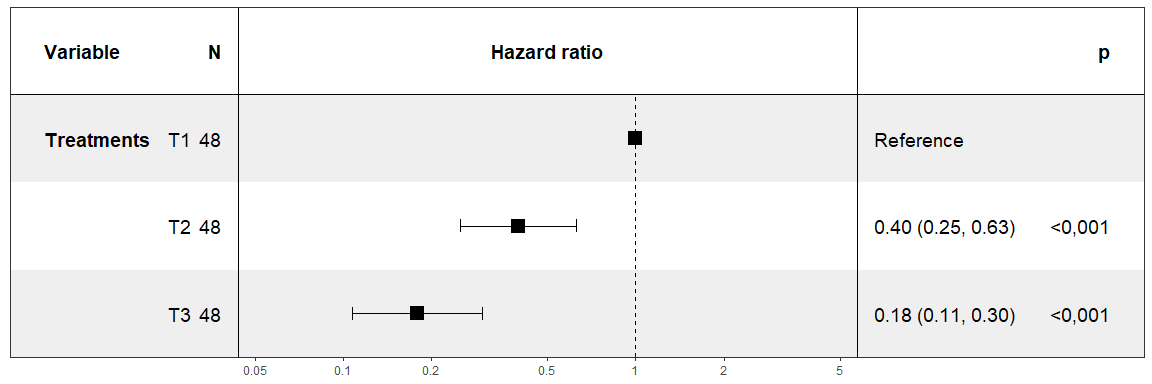 Variable N Hazard ratio p
Treatments T1 48 Reference
T2 48 0.40 (0.25, 0.63) <0,001
T3 48 0.18 (0.11, 0.30) <0,001
0.05 0.1 0.2 0.5 1 2 5